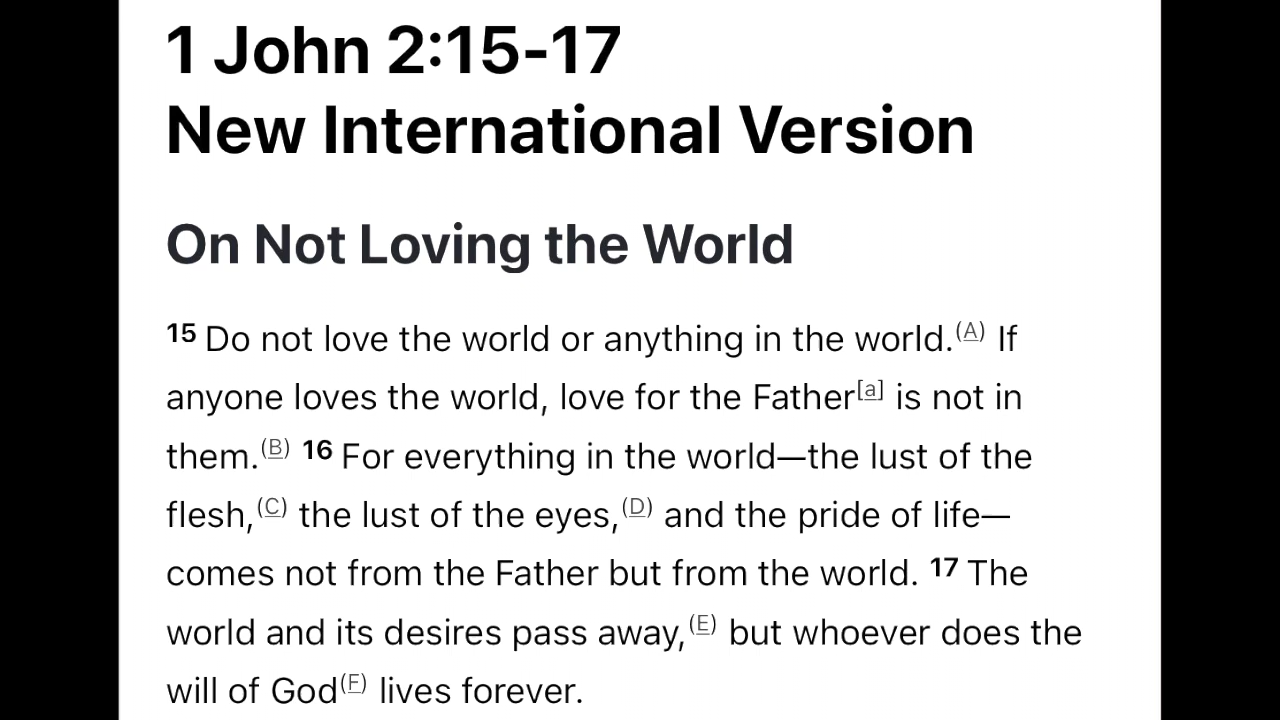 1 John 2:15-17
New International Version
On Not Loving the World
15 Do not love the world or anything in the world.(A) If
anyone loves the world, love for the Father[a] is not in
them.(B) 16 For everything in the world—the lust of the
flesh,(C) the lust of the eyes,(D) and the pride of life—
comes not from the Father but from the world. 17 The
world and its desires pass away,(E) but whoever does the
will of God(F) lives forever.